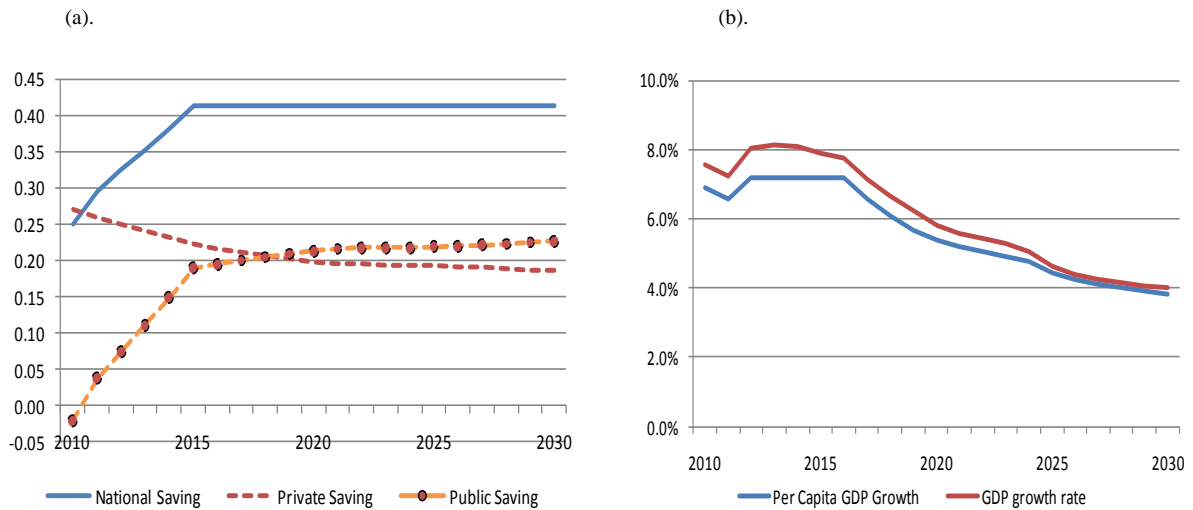 (a).
0.45
0.40
0.35
0.30
0.25
0.20
0.15
0.10
0.05
0.00
-0.05
2010 2015 2020 2025 2030
National Saving Private Saving Public Saving
(b).
10.0%
8.0%
6.0%
4.0%
2.0%
0.0%
2010 2015 2020 2025 2030
Per Capita GDP Growth GDP growth rate